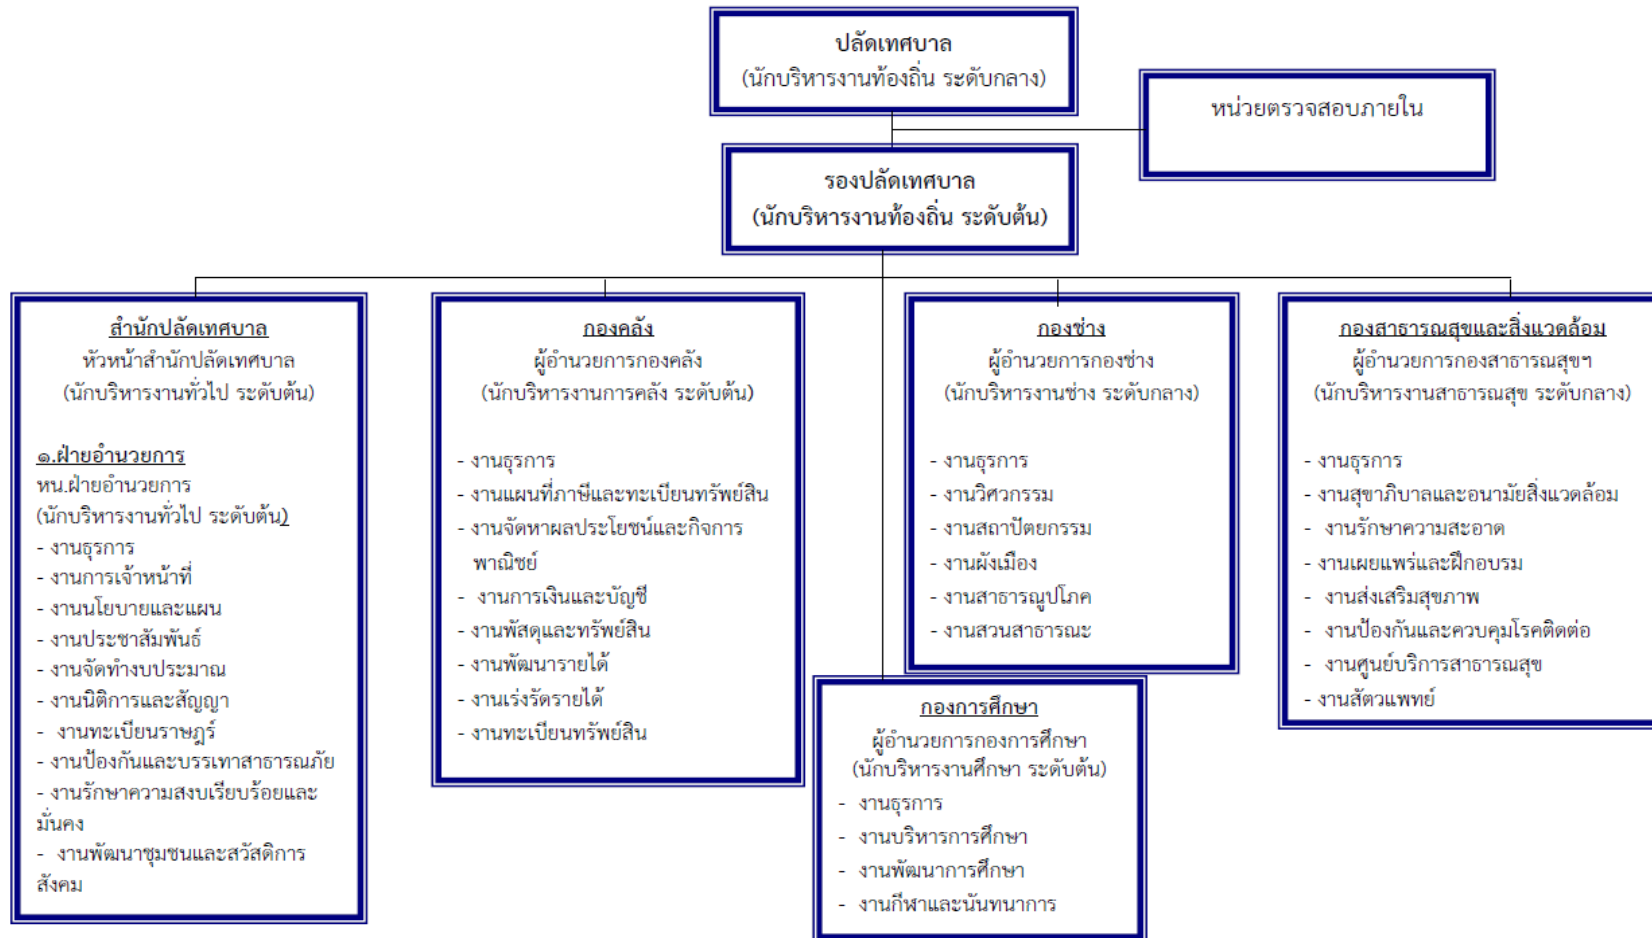 ปลัดเทศบาล
(นักบริหารงานท้องถิ่น ระดับกลาง)
หน่วยตรวจสอบภายใน
รองปลัดเทศบาล
(นักบริหารงานท้องถิ่น ระดับต้น)
สำนักปลัดเทศบาล
หัวหน้าสำนักปลัดเทศบาล
(นักบริหารงานทั่วไป ระดับต้น)
๑.ฝ่ายอำนวยการ
หน.ฝ่ายอำนวยการ
(นักบริหารงานทั่วไป ระดับต้น)
- งานธุรการ
- งานการเจ้าหน้าที่
- งานนโยบายและแผน
- งานประชาสัมพันธ์
- งานจัดทำงบประมาณ
- งานนิติการและสัญญา
- งานทะเบียนราษฎร์
- งานป้องกันและบรรเทาสาธารณภัย
- งานรักษาความสงบเรียบร้อยและ
มั่นคง
- งานพัฒนาชุมชนและสวัสดิการ
สังคม
กองคลัง
ผู้อำนวยการกองคลัง
(นักบริหารงานการคลัง ระดับต้น)
- งานธุรการ
- งานแผนที่ภาษีและทะเบียนทรัพย์สิน
- งานจัดหาผลประโยชน์และกิจการ
พาณิชย์
- งานการเงินและบัญชี
- งานพัสดุและทรัพย์สิน
- งานพัฒนารายได้
- งานเร่งรัดรายได้
- งานทะเบียนทรัพย์สิน
กองช่าง
ผู้อำนวยการกองช่าง
(นักบริหารงานช่าง ระดับกลาง)
- งานธุรการ
- งานวิศวกรรม
- งานสถาปัตยกรรม
- งานผังเมือง
- งานสาธารณูปโภค
- งานสวนสาธารณะ
กองสาธารณสุขและสิ่งแวดล้อม
ผู้อำนวยการกองสาธารณสุขฯ
(นักบริหารงานสาธารณสุข ระดับกลาง)
- งานธุรการ
- งานสุขาภิบาลและอนามัยสิ่งแวดล้อม
- งานรักษาความสะอาด
- งานเผยแพร่และฝึกอบรม
- งานส่งเสริมสุขภาพ
- งานป้องกันและควบคุมโรคติดต่อ
- งานศูนย์บริการสาธารณสุข
- งานสัตวแพทย์
กองการศึกษา
ผู้อำนวยการกองการศึกษา
(นักบริหารงานศึกษา ระดับต้น)
- งานธุรการ
- งานบริหารการศึกษา
- งานพัฒนาการศึกษา
- งานกีฬาและนันทนาการ